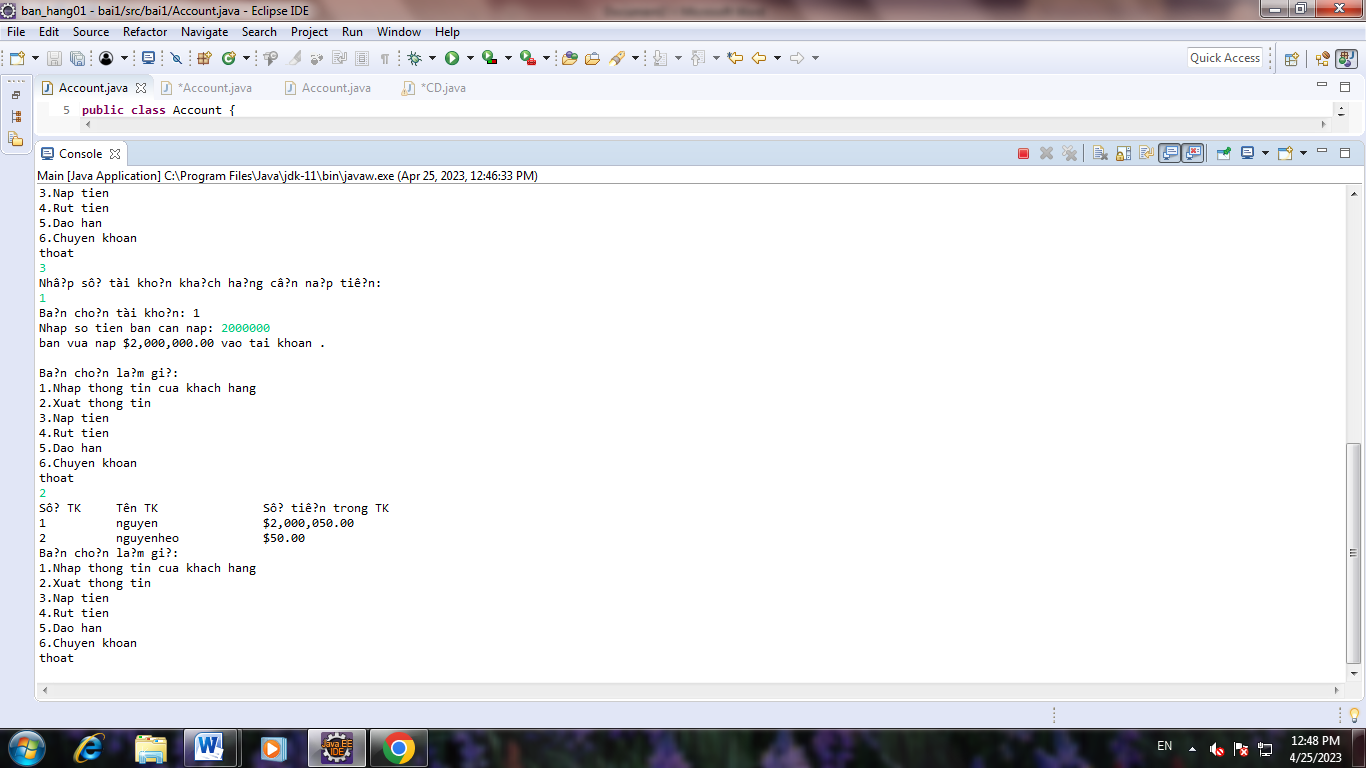 ban_hang01 - bai1/src/bai1/Account.java - Eclipse IDE
File Edit Source Refactor Navigate Search Project Run Window Help
Quick Access
Account.java *Account.java Account.java *CD.java
5 public class Account {
Console
Main [Java Application] C:\Program Files\Java\jdk-11\bin\javaw.exe (Apr 25, 2023, 12:46:33 PM)
3.Nap tien
4.Rut tien
5.Dao han
6.Chuyen khoan
thoat
3
Nhâ?p sô? tài kho?n kha?ch ha?ng câ?n na?p tiê?n:
1
Ba?n cho?n tài kho?n: 1
Nhap so tien ban can nap: 2000000
ban vua nap $2,000,000.00 vao tai khoan .
Ba?n cho?n la?m gi?:
1.Nhap thong tin cua khach hang
2.Xuat thong tin
3.Nap tien
4.Rut tien
5.Dao han
6.Chuyen khoan
thoat
2
Sô? TK Tên TK Sô? tiê?n trong TK
1 nguyen $2,000,050.00
2 nguyenheo $50.00
Ba?n cho?n la?m gi?:
1.Nhap thong tin cua khach hang
2.Xuat thong tin
3.Nap tien
4.Rut tien
5.Dao han
6.Chuyen khoan
thoat
Java EE
IDE
EN
12:48 PM
4/25/2023